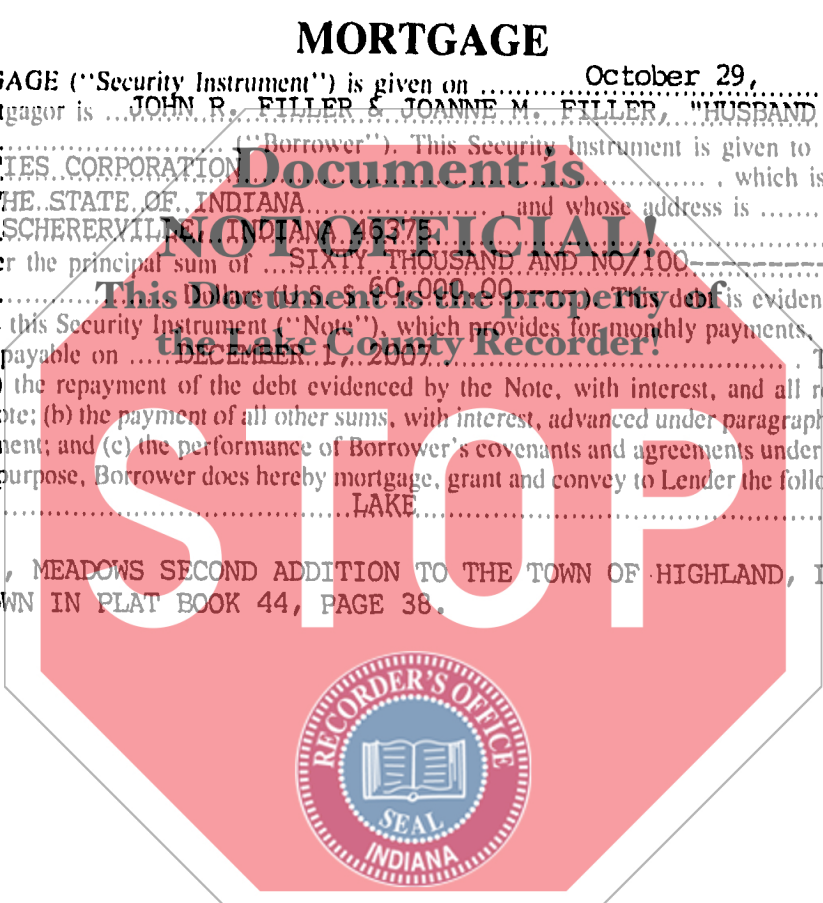 MORTGAGE
GAGE ("Security Instrument") is given on ............October 29,........
tgagor is ...JOHN R. FILLER & JOANNE M. FILLER, "HUSBAND
.............................. ("Borrower"). This Security Instrument is given to
TIES CORPORATION........................................................ , which is
HE STATE OF INDIANA.......................... and whose address is .......
SCHERERVILLE, INDIANA 46375.
r the principal sum of ...SIXTY THOUSAND AND NO/100----------
..................... Dollars (U.S. $ 60,000.00-----). This debt is eviden
this Security Instrument ("Note"), which provides for monthly payments,
payable on .....DECEMBER 1, 2007.................................................. T
) the repayment of the debt evidenced by the Note, with interest, and all r
ote; (b) the payment of all other sums, with interest, advanced under paragraph
ment; and (c) the performance of Borrower's covenants and agreements under
purpose, Borrower does hereby mortgage, grant and convey to Lender the follo
..............................................LAKE......................................................
, MEADOWS SECOND ADDITION TO THE TOWN OF HIGHLAND, I
WN IN PLAT BOOK 44, PAGE 38.
Document is
NOT OFFICIAL!
This Document is the property of
the Lake County Recorder!
STOP
RECORDER'S OFFICE
SEAL
INDIANA